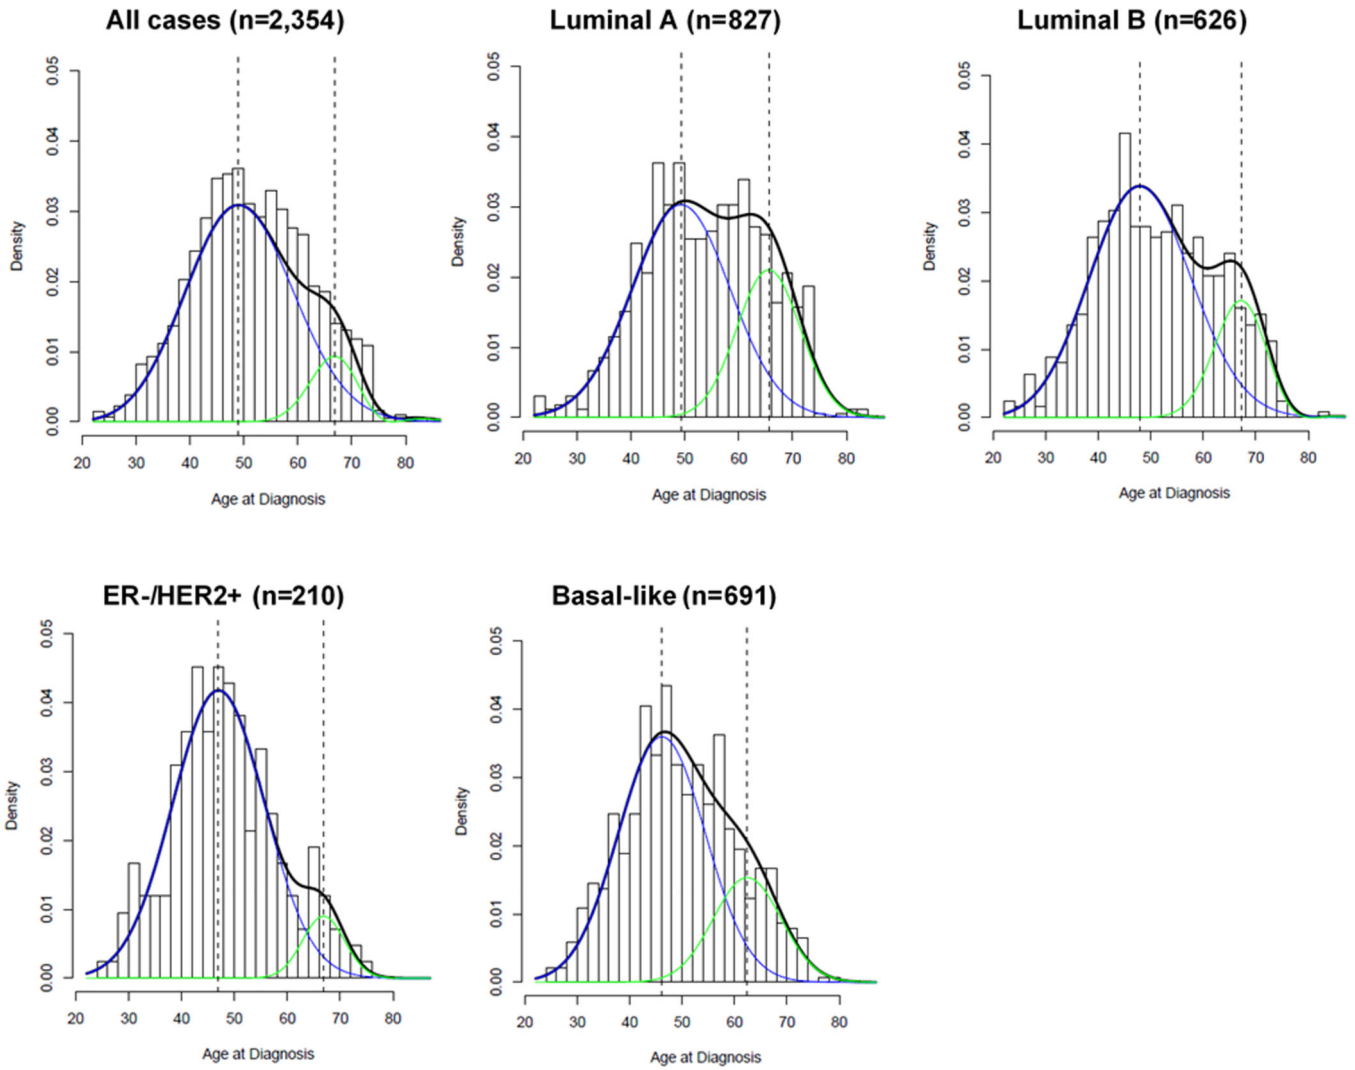 All cases (n=2,354)
0.00 0.01 0.02 0.03 0.04 0.05
Density
20 30 40 50 60 70 80
Age at Diagnosis
Luminal A (n=827)
0.00 0.01 0.02 0.03 0.04 0.05
Density
20 30 40 50 60 70 80
Age at Diagnosis
Luminal B (n=626)
0.00 0.01 0.02 0.03 0.04 0.05
Density
20 30 40 50 60 70 80
Age at Diagnosis
ER-/HER2+ (n=210)
0.00 0.01 0.02 0.03 0.04 0.05
Density
20 30 40 50 60 70 80
Age at Diagnosis
Basal-like (n=691)
0.00 0.01 0.02 0.03 0.04 0.05
Density
20 30 40 50 60 70 80
Age at Diagnosis